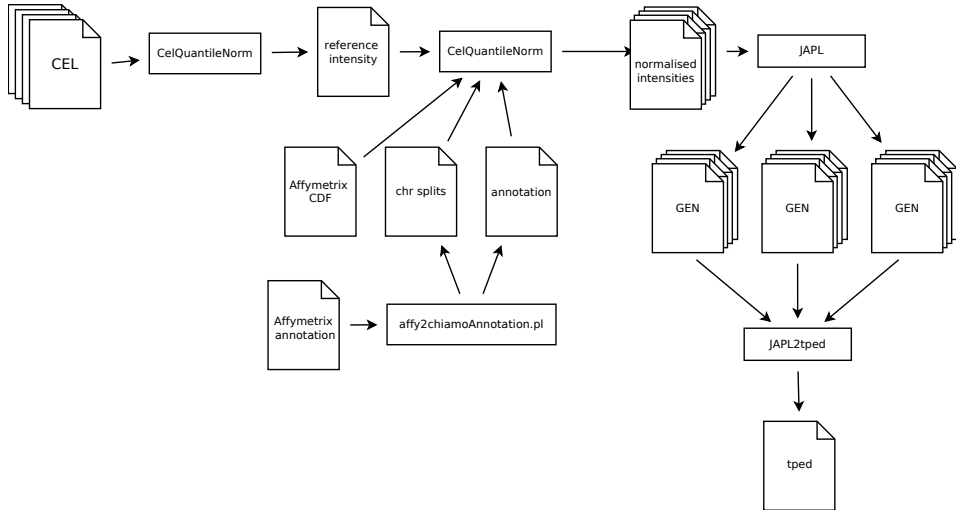 CEL
CelQuantileNorm
reference
intensity
CelQuantileNorm
normalised
intensities
JAPL
Affymetrix
CDF
chr splits
annotation
GEN
GEN
GEN
Affymetrix
annotation
affy2chiamoAnnotation.pl
JAPL2tped
tped